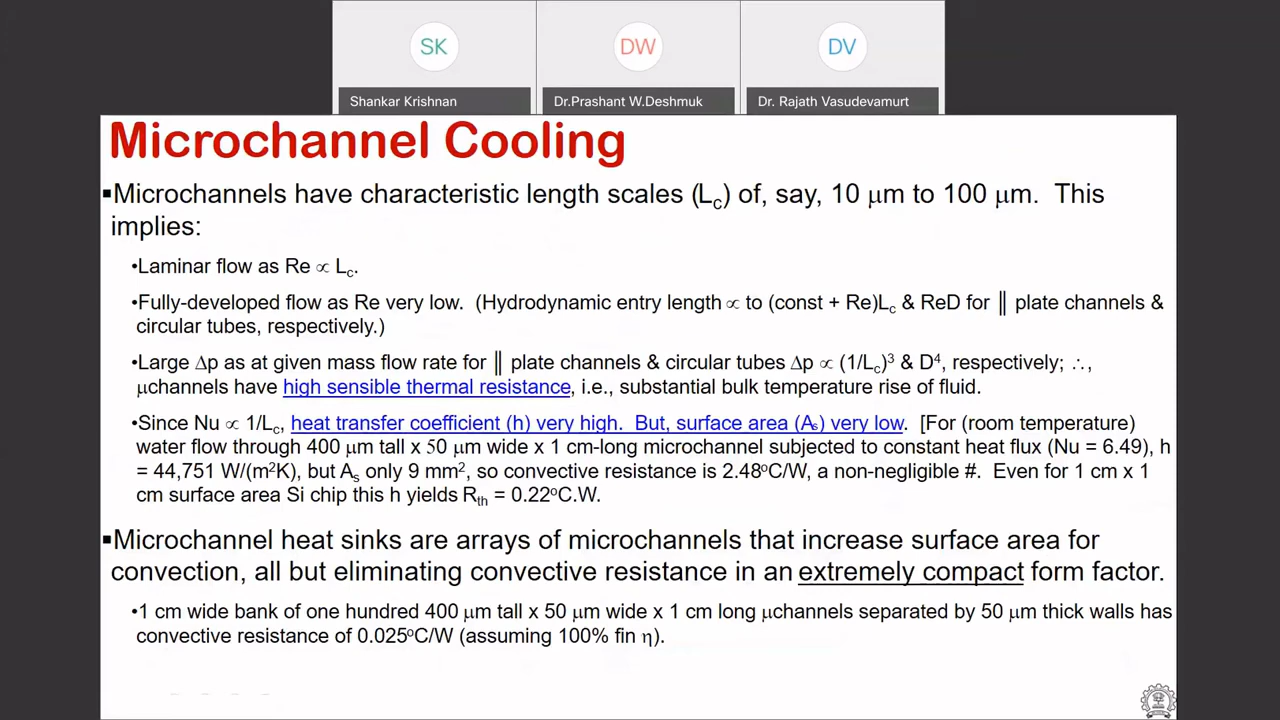 SK
DW
DV
Shankar Krishnan
Dr.Prashant W.Deshmuk
Dr. Rajath Vasudevamurt
Microchannel Cooling
▪Microchannels have characteristic length scales (Lc) of, say, 10 μm to 100 μm. This
implies:
•Laminar flow as Re ∝ Lc.
•Fully-developed flow as Re very low. (Hydrodynamic entry length ∝ to (const + Re)Lc & ReD for ║ plate channels &
circular tubes, respectively.)
•Large Δp as at given mass flow rate for ║ plate channels & circular tubes Δp ∝ (1/Lc)³ & D⁴, respectively; ∴,
μchannels have high sensible thermal resistance, i.e., substantial bulk temperature rise of fluid.
•Since Nu ∝ 1/Lc, heat transfer coefficient (h) very high. But, surface area (As) very low. [For (room temperature)
water flow through 400 μm tall x 50 μm wide x 1 cm-long microchannel subjected to constant heat flux (Nu = 6.49), h
= 44,751 W/(m²K), but As only 9 mm², so convective resistance is 2.48°C/W, a non-negligible #. Even for 1 cm x 1
cm surface area Si chip this h yields Rth = 0.22°C.W.
▪Microchannel heat sinks are arrays of microchannels that increase surface area for
convection, all but eliminating convective resistance in an extremely compact form factor.
•1 cm wide bank of one hundred 400 μm tall x 50 μm wide x 1 cm long μchannels separated by 50 μm thick walls has
convective resistance of 0.025°C/W (assuming 100% fin η).